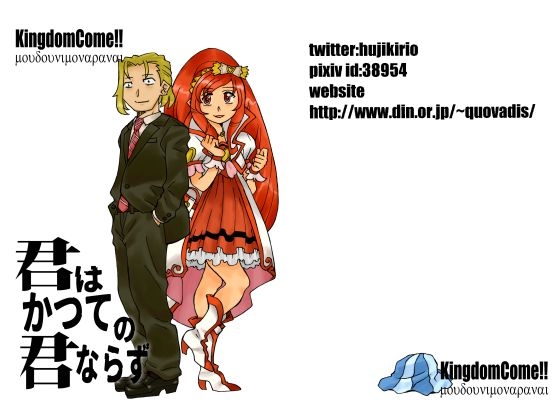 KingdomCome!!
μουδουνιμοναραναι
twitter:hujikirio
pixiv id:38954
website
http://www.din.or.jp/~quovadis/
君は
かつての
君ならず
KingdomCome!!
μουδουνιμοναραναι